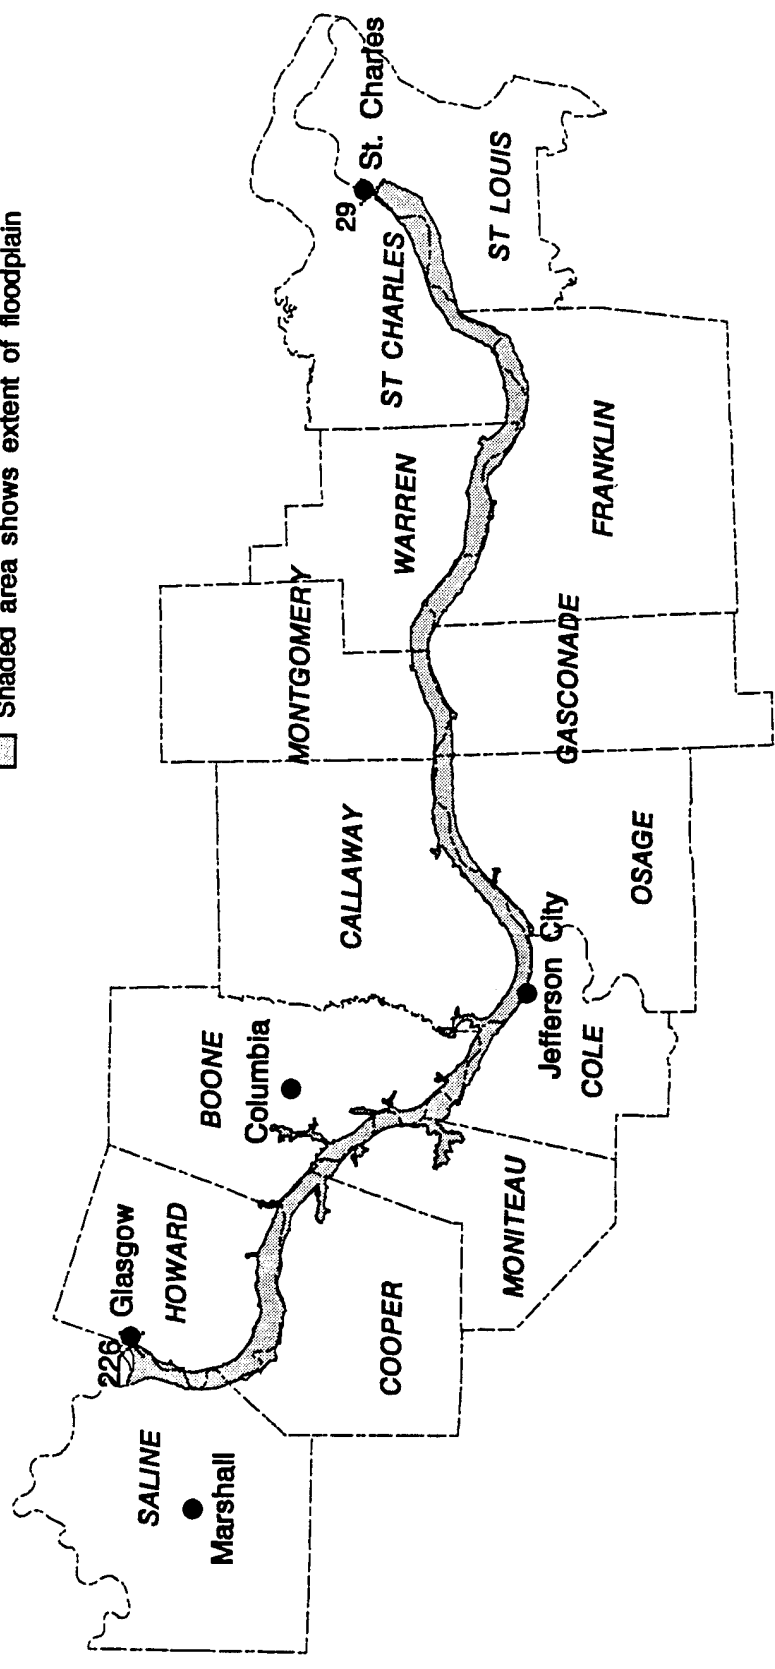 Shaded area shows extent of floodplain
226
Glasgow
SALINE
Marshall
HOWARD
BOONE
Columbia
COOPER
MONITEAU
COLE
Jefferson City
CALLAWAY
OSAGE
MONTGOMERY
GASCONADE
WARREN
FRANKLIN
ST CHARLES
29
St. Charles
ST LOUIS